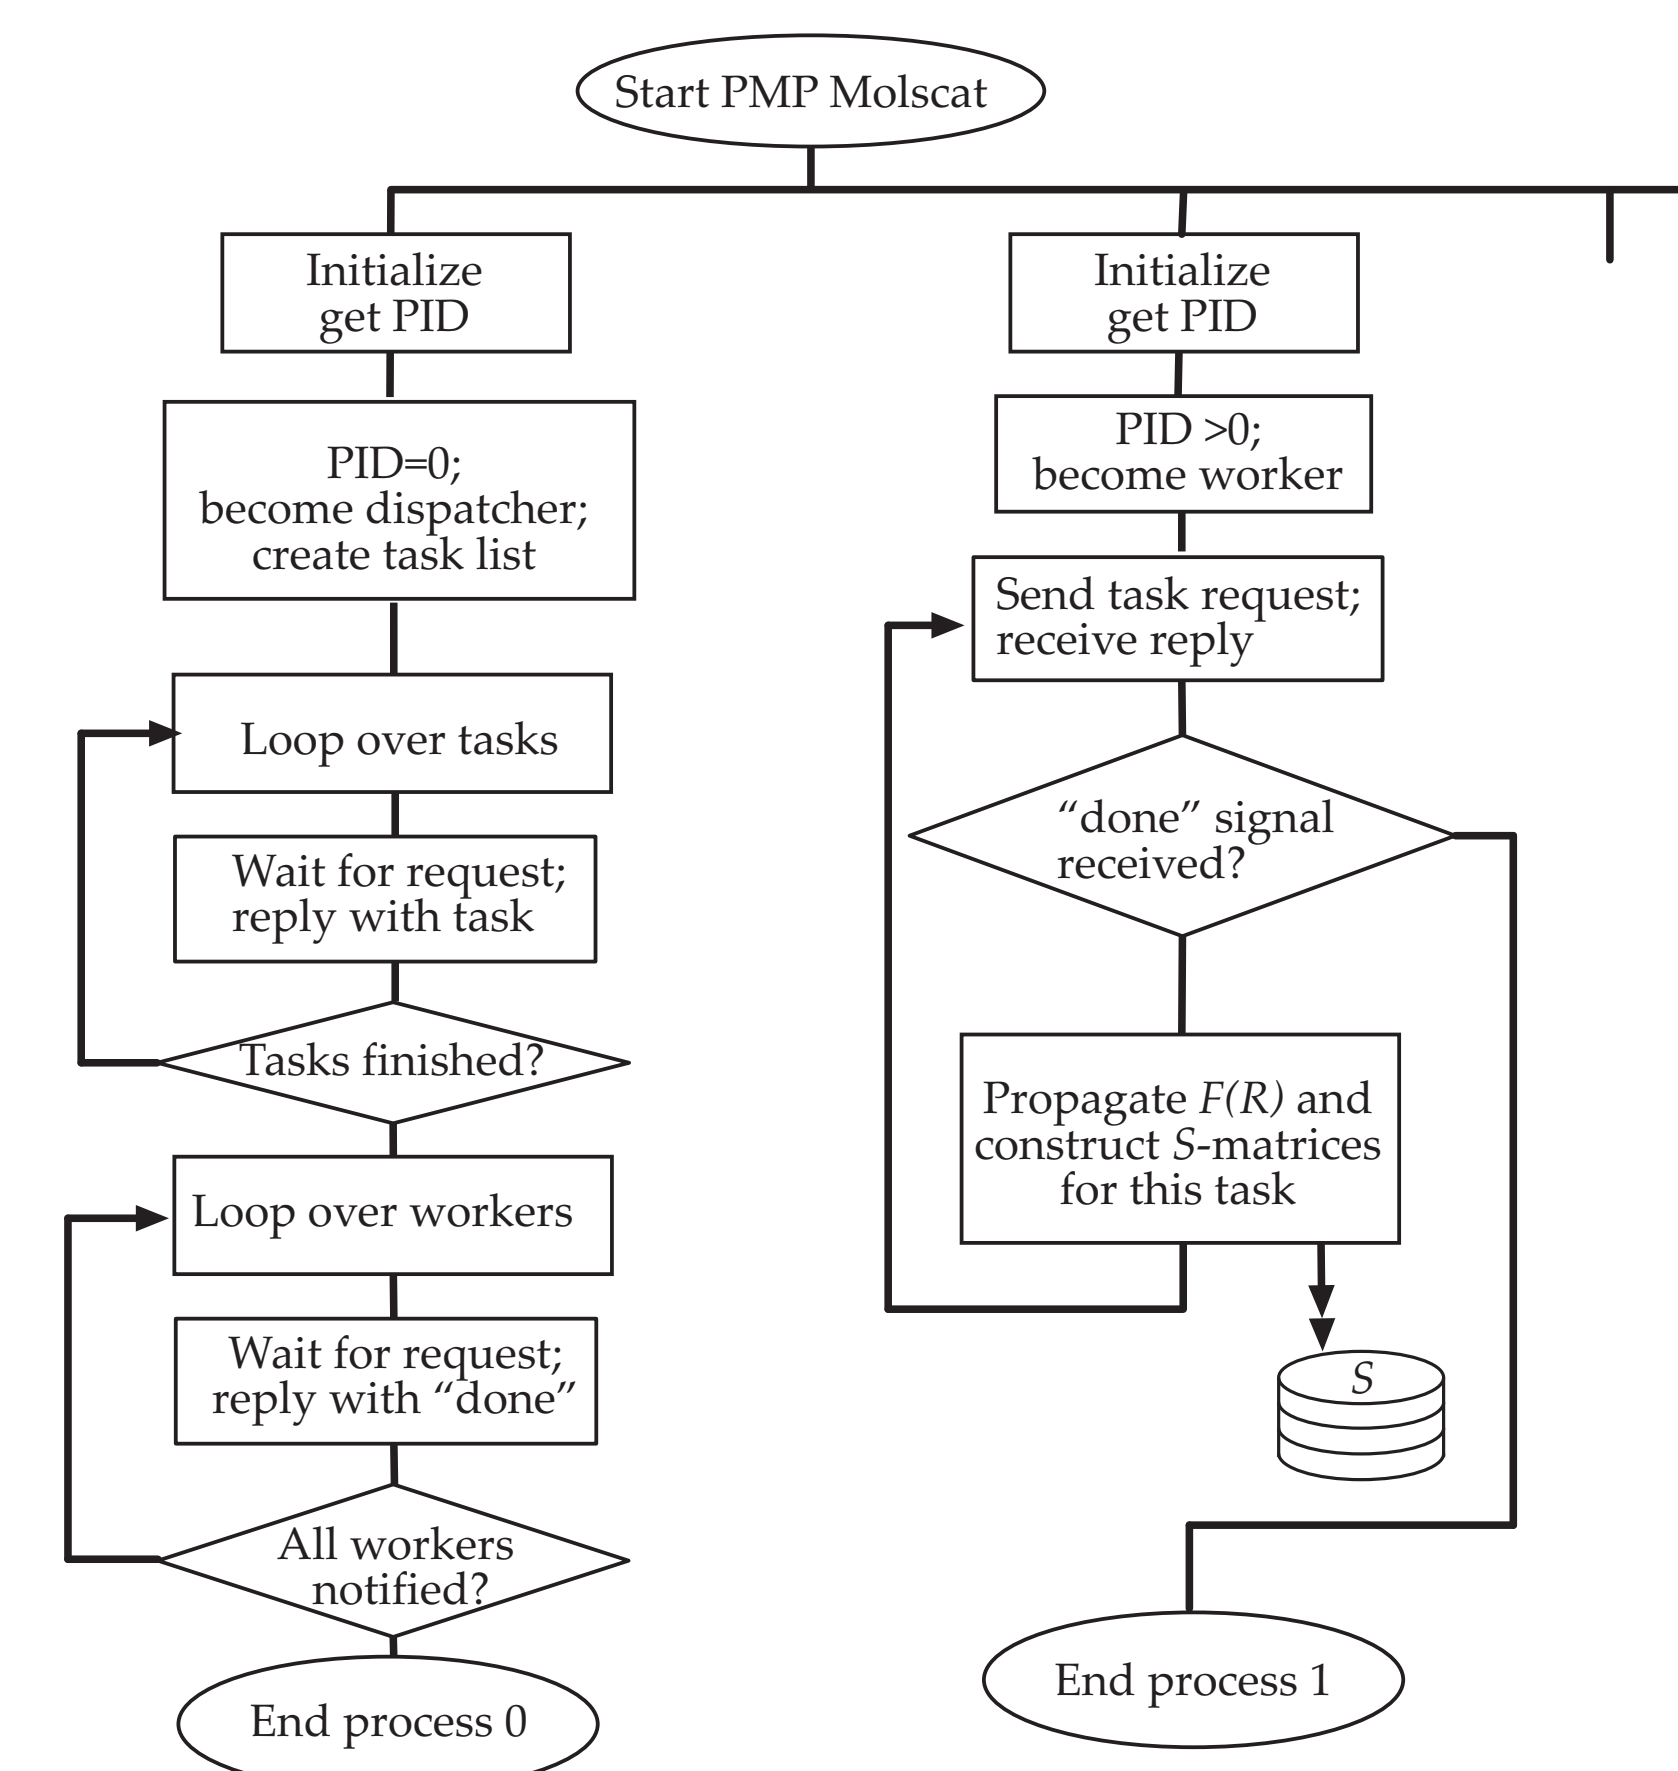 Start PMP Molscat
Initialize
get PID
PID=0;
become dispatcher;
create task list
Loop over tasks
Wait for request;
reply with task
Tasks finished?
Loop over workers
Wait for request;
reply with “done”
All workers
notified?
End process 0
Initialize
get PID
PID >0;
become worker
Send task request;
receive reply
“done” signal
received?
Propagate F(R) and
construct S-matrices
for this task
S
End process 1